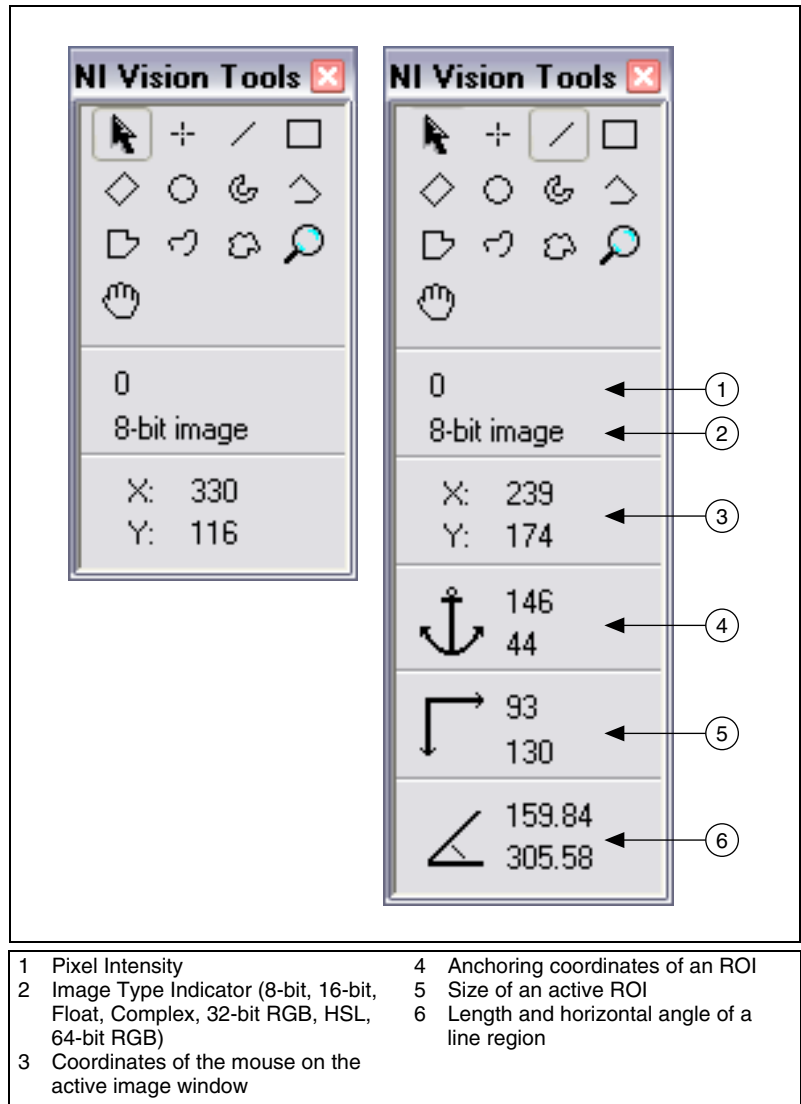 NI Vision Tools
0
8-bit image
X: 330
Y: 116
NI Vision Tools
0
8-bit image
X: 239
Y: 174
146
44
93
130
159.84
305.58
1
2
3
4
5
6
1 Pixel Intensity
2 Image Type Indicator (8-bit, 16-bit,
Float, Complex, 32-bit RGB, HSL,
64-bit RGB)
3 Coordinates of the mouse on the
active image window
4 Anchoring coordinates of an ROI
5 Size of an active ROI
6 Length and horizontal angle of a
line region